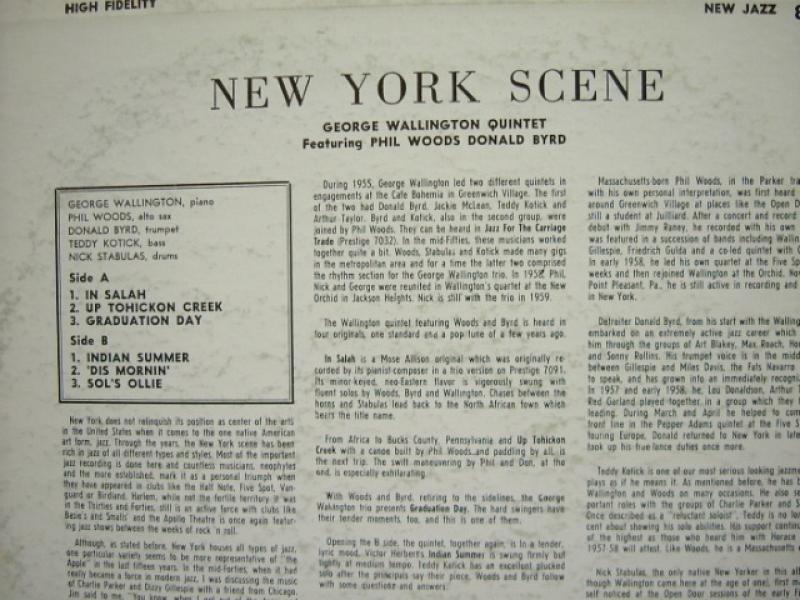 HIGH FIDELITY
NEW JAZZ
NEW YORK SCENE
GEORGE WALLINGTON QUINTET
Featuring PHIL WOODS DONALD BYRD
GEORGE WALLINGTON, piano
PHIL WOODS, alto sax
DONALD BYRD, trumpet
TEDDY KOTICK, bass
NICK STABULAS, drums
Side A
1. IN SALAH
2. UP TOHICKON CREEK
3. GRADUATION DAY
Side B
1. INDIAN SUMMER
2. 'DIS MORNIN'
3. SOL'S OLLIE
New York does not relinquish its position as center of the arts
in the United States when it comes to the one native American
art form, jazz. Through the years, the New York scene has been
rich in jazz of all different types and styles. Most of the important
jazz recording is done here and countless musicians, neophytes
and the more established, mark it as a personal triumph when
they have appeared in clubs like the Half Note, Five Spot, Van-
guard or Birdland. Harlem, while not the fertile territory it was
in the Thirties and Forties, still is an active force with clubs like
Basie's and Smalls' and the Apollo Theatre is once again featur-
ing jazz shows between the weeks of rock 'n roll.
Although, as stated before, New York houses all types of jazz,
one particular variety seems to be more representative of "the
Apple" in the last fifteen years. In the mid-Forties, when it had
really become a force in modern jazz, I was discussing the music
of Charlie Parker and Dizzy Gillespie with a friend from Chicago.
Jim said to me, "You know, when I
During 1955, George Wallington led two different quintets in
engagements at the Cafe Bohemia in Greenwich Village. The first
of the two had Donald Byrd, Jackie McLean, Teddy Kotick and
Arthur Taylor. Byrd and Kotick, also in the second group, were
joined by Phil Woods. They can be heard in Jazz For The Carriage
Trade (Prestige 7032). In the mid-Fifties, these musicians worked
together quite a bit. Woods, Stabulas and Kotick made many gigs
in the metropolitan area and for a time the latter two comprised
the rhythm section for the George Wallington trio. In 1958 Phil,
Nick and George were reunited in Wallington's quartet at the New
Orchid in Jackson Heights. Nick is still with the trio in 1959.
The Wallington quintet featuring Woods and Byrd is heard in
four originals, one standard and a pop tune of a few years ago.
In Salah is a Mose Allison original which was originally re-
corded by its pianist-composer in a trio version on Prestige 7091.
Its minor-keyed, neo-Eastern flavor is vigorously swung with
fluent solos by Woods, Byrd and Wallington. Chases between the
horns and Stabulas lead back to the North African town which
bears the title name.
From Africa to Bucks County, Pennsylvania and Up Tohickon
Creek with a canoe built by Phil Woods and paddling by all, is
the next trip. The swift maneuvering by Phil and Don, at the
end, is especially exhilarating.
With Woods and Byrd retiring to the sidelines, the George
Wallington trio presents Graduation Day. The hard swingers have
their tender moments, too, and this is one of them.
Opening the B side, the quintet, together again, is in a tender,
lyric mood. Victor Herbert's Indian Summer is swung firmly but
lightly at medium tempo. Teddy Kotick has an excellent plucked
solo after the principals say their piece. Woods and Byrd follow
with some questions and answers.
Massachusetts-born Phil Woods, in the Parker
with his own personal interpretation, was first heard
around Greenwich Village at places like the Open
still a student at Juilliard. After a concert and record
debut with Jimmy Raney, he recorded with his own
was featured in a succession of bands including
Gillespie, Friedrich Gulda and a co-led quintet with
In early 1958, he led his own quartet at the Five
weeks and then rejoined Wallington at the Orchid.
Point Pleasant, Pa., he is still active in recording and
in New York.
Detroiter Donald Byrd, from his start with the
embarked on an extremely active jazz career which
him through the groups of Art Blakey, Max Roach,
and Sonny Rollins. His trumpet voice is in the
between Gillespie and Miles Davis, the Fats Navarro
to speak, and has grown into an immediately
In 1957 and early 1958, he, Lou Donaldson, Arthur
Red Garland played together in a group which they
leading. During March and April he helped to
front line in the Pepper Adams quintet at the Five
touring Europe, Donald returned to New York in
took up his free-lance duties once more.
Teddy Kotick is one of our most serious looking
plays as if he means it. As mentioned before, he has
Wallington and Woods on many occasions. He also
portant roles with the groups of Charlie Parker and
Once described as a "reluctant soloist", Teddy is no
cent about showing his solo abilities. His support
of the highest as those who heard him with Horace
1957-58 will attest. Like Woods, he is a Massachusetts
Nick Stabulas, the only native New Yorker in this
though Wallington came here at the age of one), first
self noticed at the Open Door sessions of the early